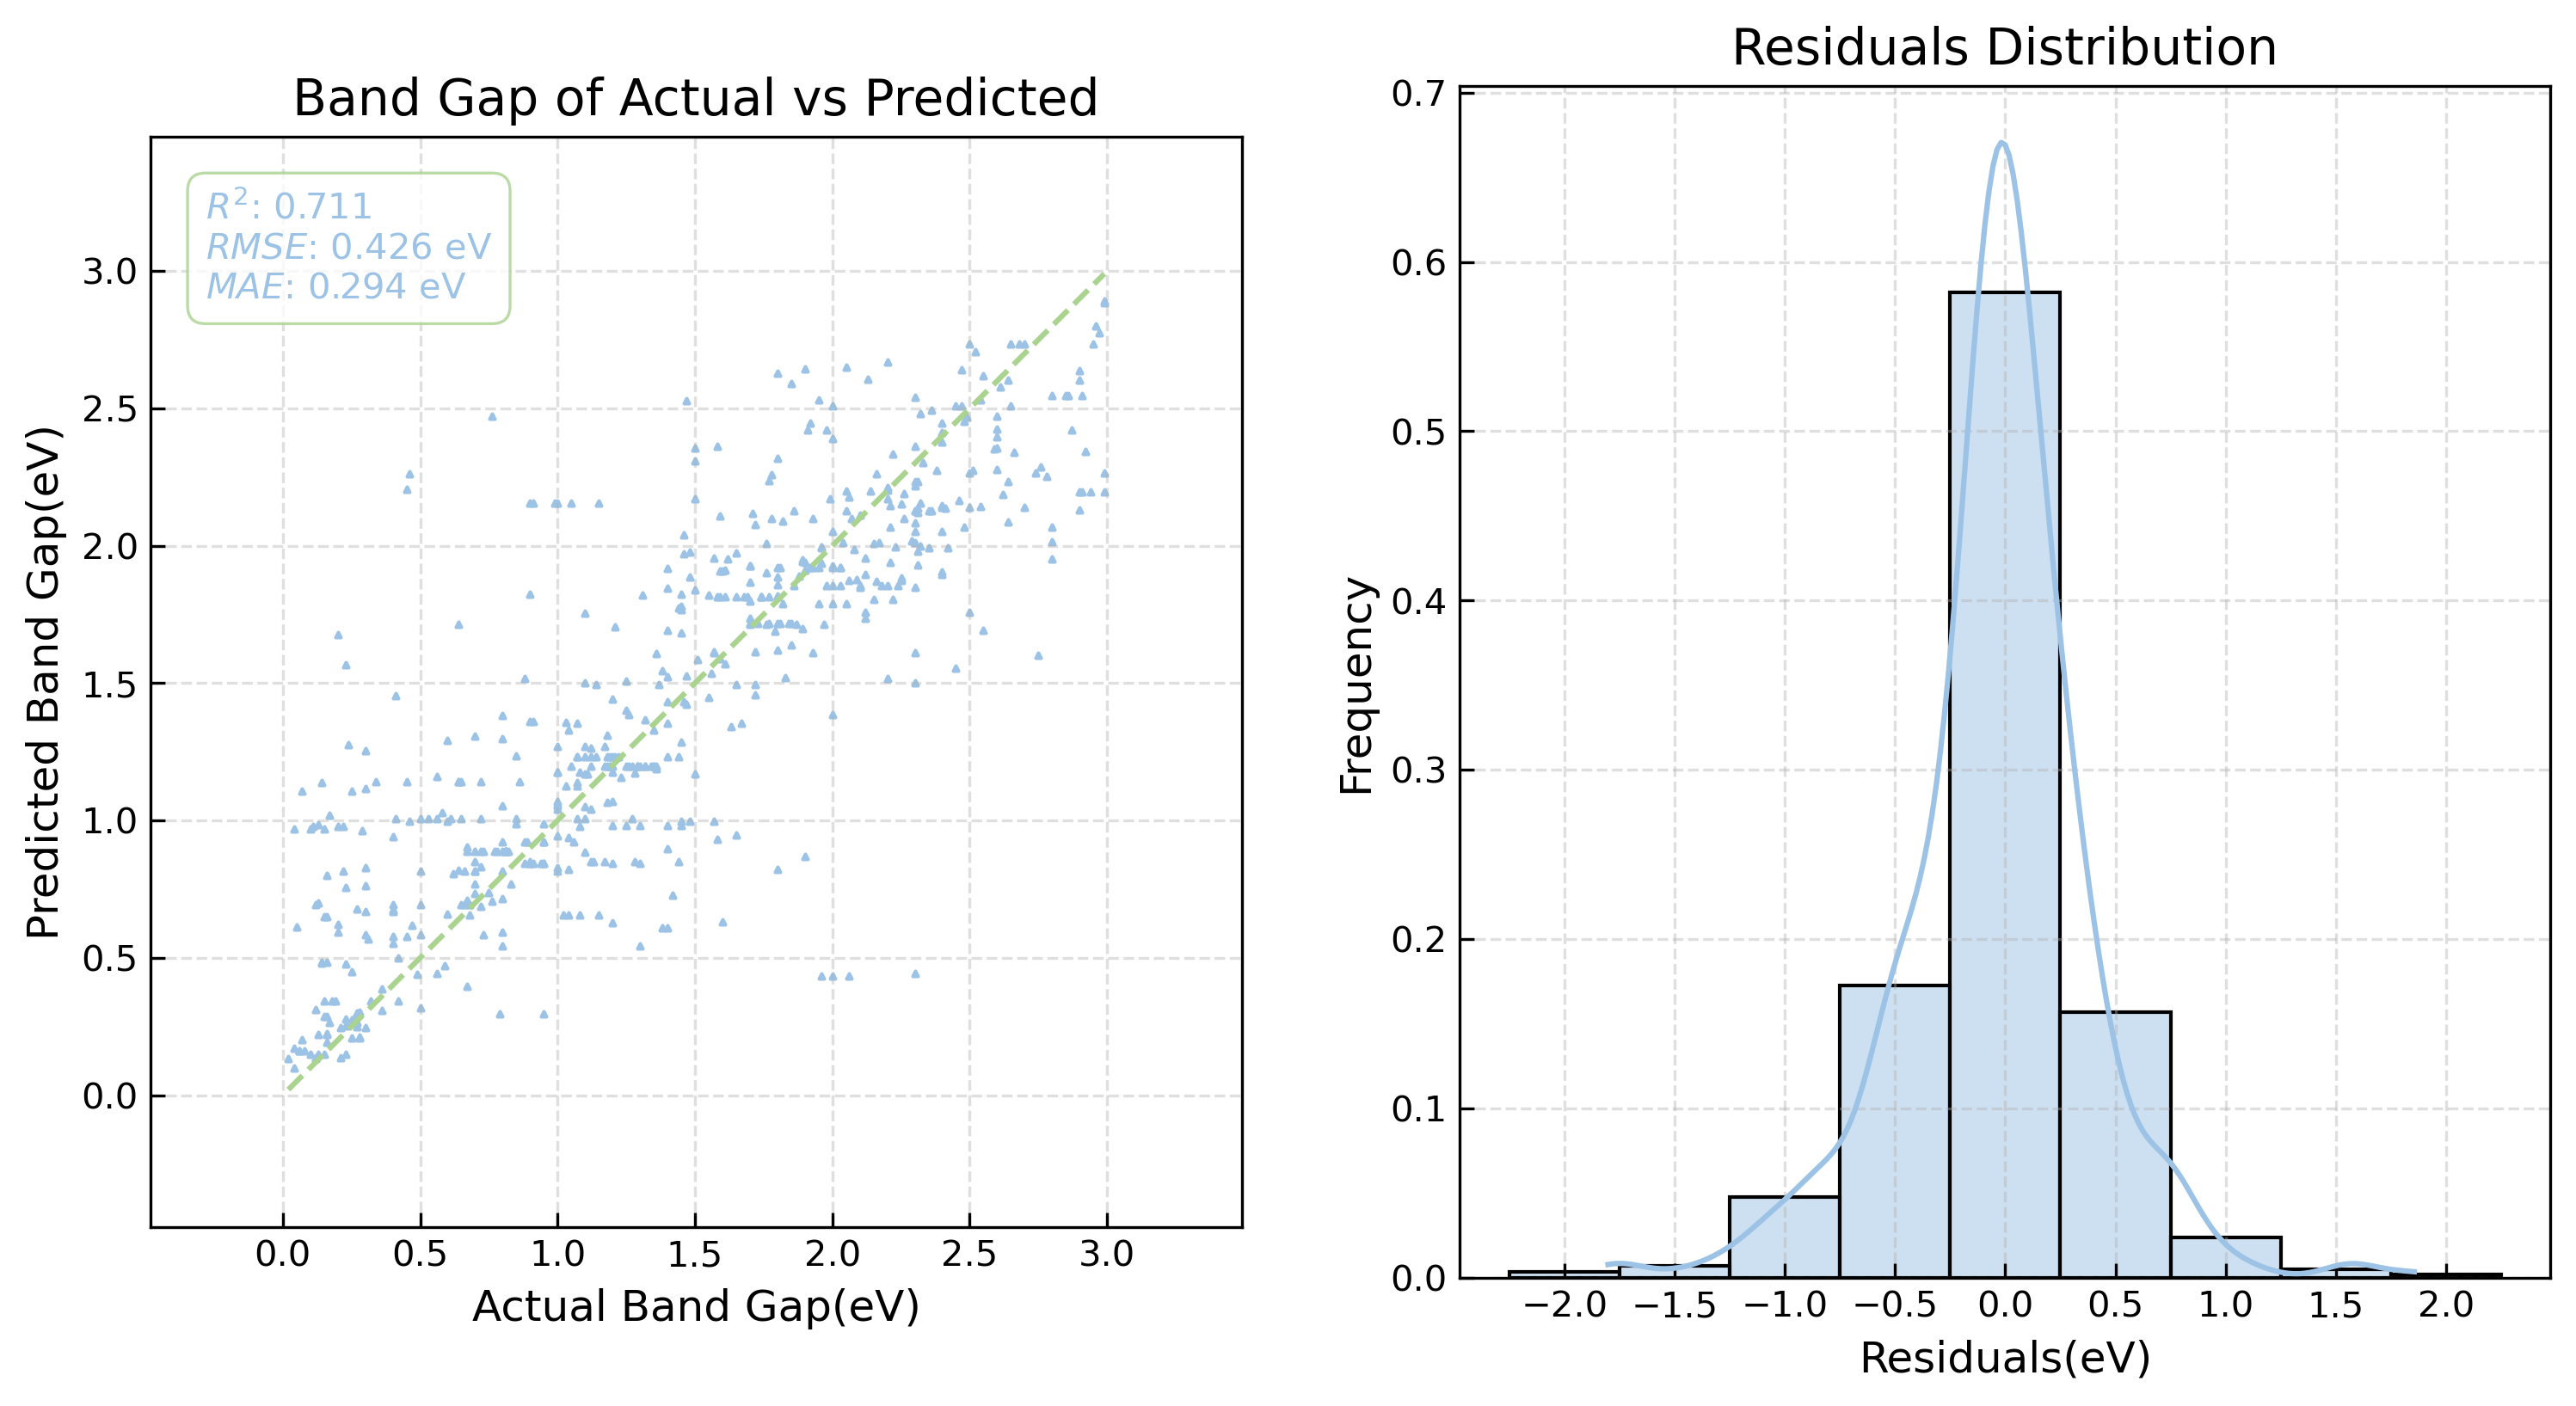 Band Gap of Actual vs Predicted
R²: 0.711
RMSE: 0.426 eV
MAE: 0.294 eV
3.0
2.5
2.0
1.5
1.0
0.5
0.0
Predicted Band Gap(eV)
0.0 0.5 1.0 1.5 2.0 2.5 3.0
Actual Band Gap(eV)
Residuals Distribution
0.7
0.6
0.5
0.4
0.3
0.2
0.1
0.0
Frequency
−2.0 −1.5 −1.0 −0.5 0.0 0.5 1.0 1.5 2.0
Residuals(eV)